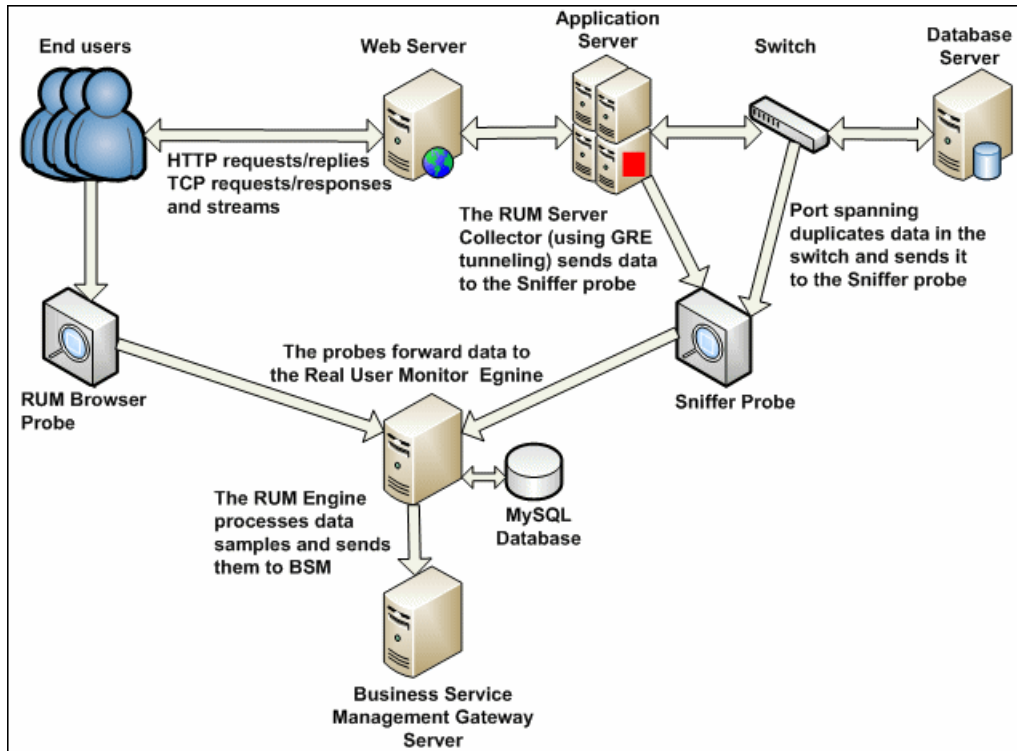 End users
Web Server
Application
Server
Switch
Database
Server
HTTP requests/replies
TCP requests/responses
and streams
The RUM Server
Collector (using GRE
tunneling) sends data
to the Sniffer probe
Port spanning
duplicates data in the
switch and sends it
to the Sniffer probe
The probes forward data to
the Real User Monitor Egnine
RUM Browser
Probe
Sniffer Probe
The RUM Engine
processes data
samples and sends
them to BSM
MySQL
Database
Business Service
Management Gateway
Server